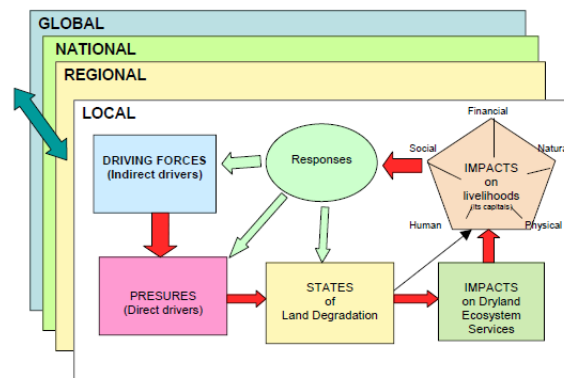 GLOBAL
NATIONAL
REGIONAL
LOCAL
Financial
Social
Natura
DRIVING FORCES
(Indirect drivers)
Responses
IMPACTS
on
livelihoods
(its capitals)
Human
Physical
PRESURES
(Direct drivers)
STATES
of
Land Degradation
IMPACTS
on Dryland
Ecosystem
Services